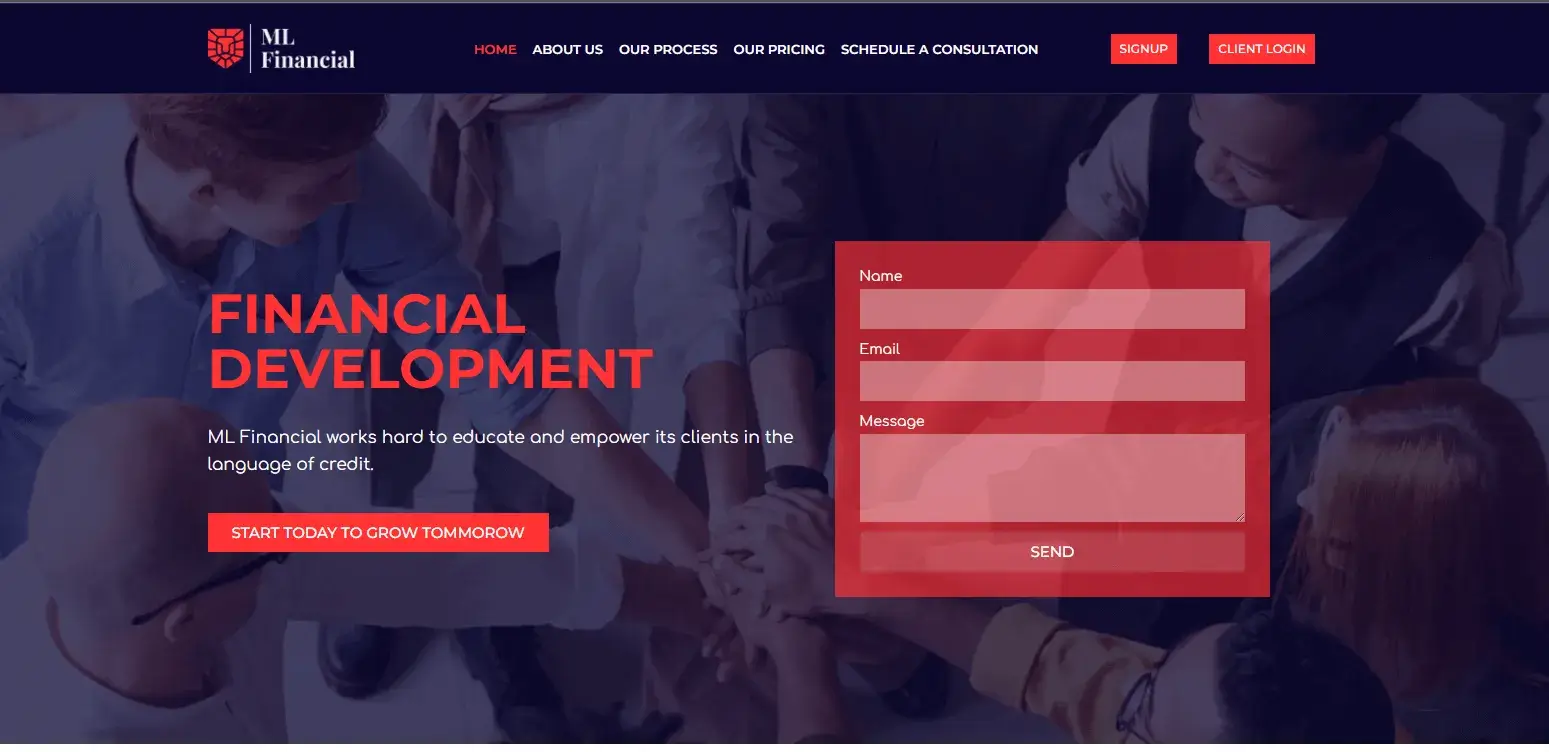 ML
Financial
HOME ABOUT US OUR PROCESS OUR PRICING SCHEDULE A CONSULTATION
SIGNUP
CLIENT LOGIN
FINANCIAL
DEVELOPMENT
ML Financial works hard to educate and empower its clients in the
language of credit.
START TODAY TO GROW TOMMOROW
Name
Email
Message
SEND